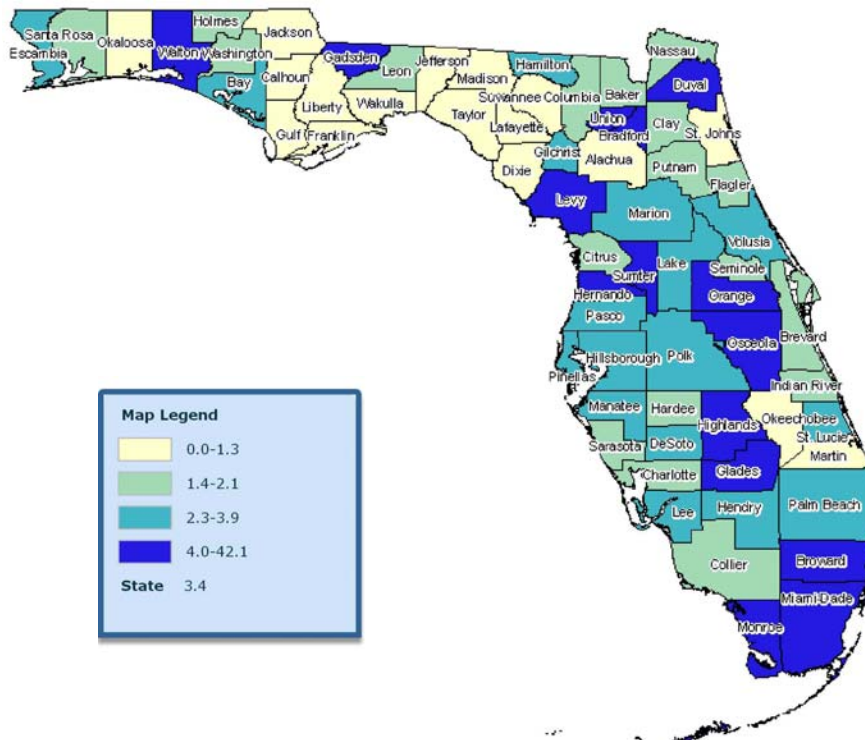 Holmes
Jackson
Santa Rosa
Okaloosa
Walton
Washington
Escambia
Bay
Calhoun
Gadsden
Leon
Jefferson
Madison
Hamilton
Nassau
Duval
Baker
Liberty
Wakulla
Taylor
Suwannee
Columbia
Union
Bradford
Clay
St. Johns
Gulf
Franklin
Lafayette
Gilchrist
Alachua
Dixie
Putnam
Flagler
Levy
Marion
Volusia
Citrus
Lake
Seminole
Sumter
Hernando
Orange
Pasco
Osceola
Brevard
Hillsborough
Polk
Pinellas
Indian River
Map Legend
0.0-1.3
1.4-2.1
2.3-3.9
4.0-42.1
State 3.4
Manatee
Hardee
Highlands
Okeechobee
St. Lucie
Sarasota
DeSoto
Martin
Charlotte
Glades
Lee
Hendry
Palm Beach
Collier
Broward
Miami-Dade
Monroe